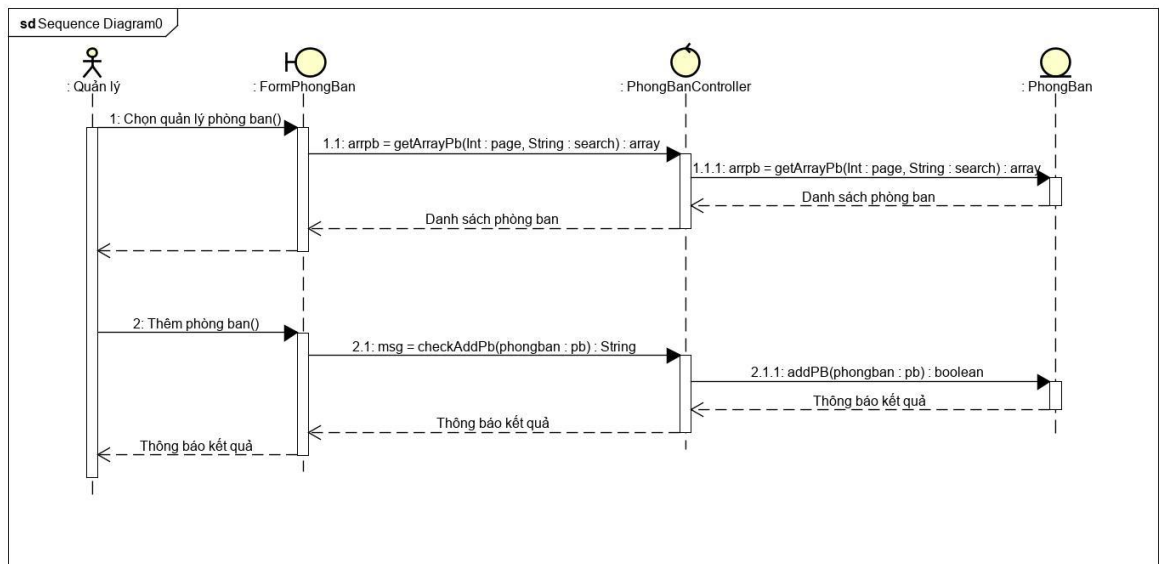 sd Sequence Diagram0
: Quản lý
: FormPhongBan
: PhongBanController
: PhongBan
1: Chọn quản lý phòng ban()
1.1: arrpb = getArrayPb(Int : page, String : search) : array
1.1.1: arrpb = getArrayPb(Int : page, String : search) : array
Danh sách phòng ban
Danh sách phòng ban
2: Thêm phòng ban()
2.1: msg = checkAddPb(phongban : pb) : String
2.1.1: addPB(phongban : pb) : boolean
Thông báo kết quả
Thông báo kết quả
Thông báo kết quả